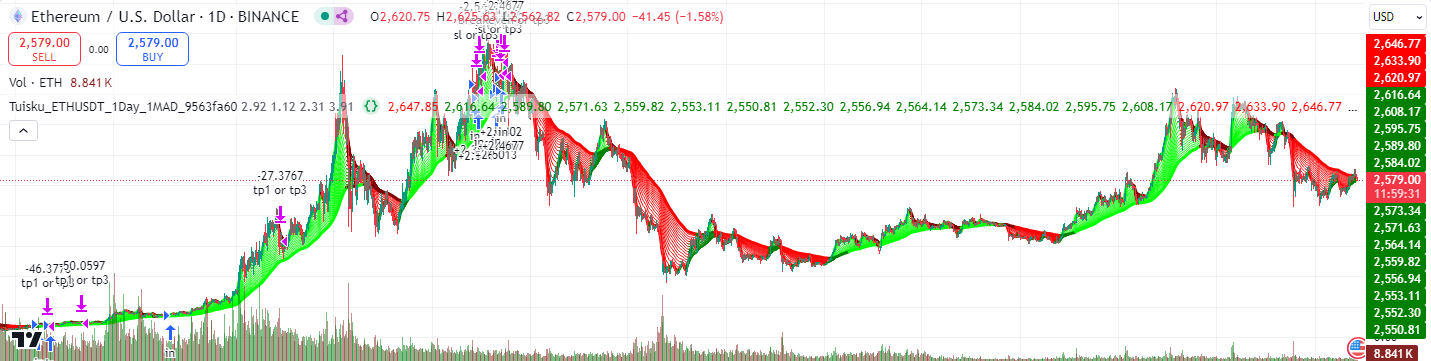 Ethereum / U.S. Dollar · 1D · BINANCE
O2,620.75 H2,625.63 L2,562.82 C2,579.00 −41.45 (−1.58%)
USD
2,579.00
SELL
0.00
2,579.00
BUY
Vol · ETH 8.841 K
Tuisku_ETHUSDT_1Day_1MAD_9563fa60 2.92 1.12 2.31 3.91 {} 2,647.85 2,616.64 2,589.80 2,571.63 2,559.82 2,553.11 2,550.81 2,552.30 2,556.94 2,564.14 2,573.34 2,584.02 2,595.75 2,608.17 2,620.97 2,633.90 2,646.77 ...
sl or tp3
-27.3767
tp1 or tp3
-50.0597
tp1 or tp3
in
2,646.77
2,633.90
2,620.97
2,616.64
2,608.17
2,595.75
2,589.80
2,584.02
2,579.00
11:59:31
2,573.34
2,571.63
2,564.14
2,559.82
2,556.94
2,553.11
2,552.30
2,550.81
8.841 K